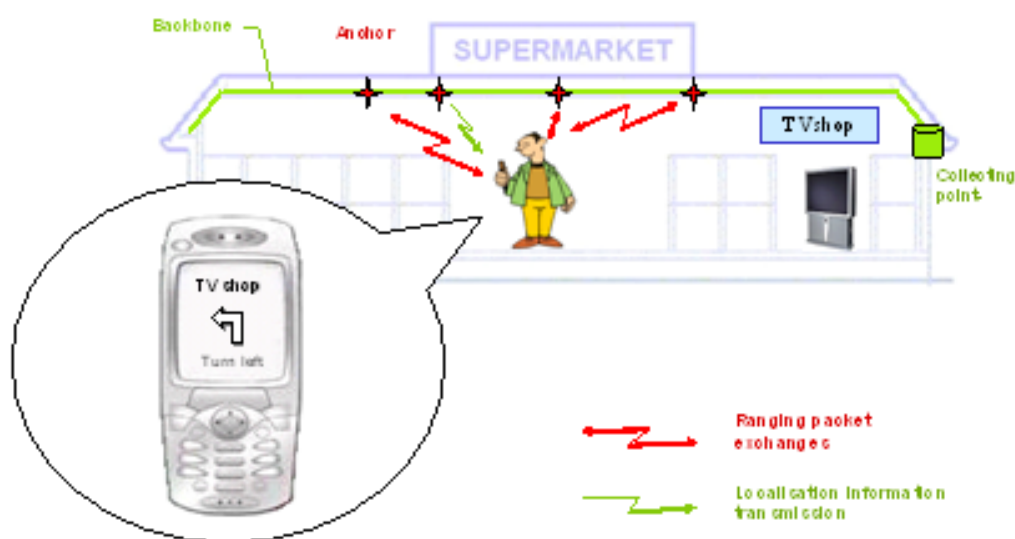 Backbone
Anchor
SUPERMARKET
TVshop
Collecting
point
TV shop
Turn left
Ranging packet
exchanges
Localisation information
transmission